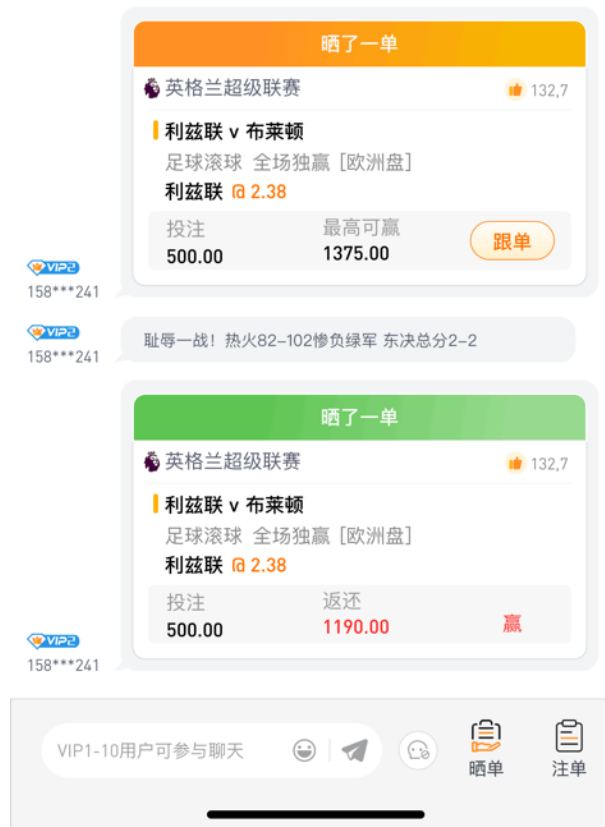 晒了一单
英格兰超级联赛 132,7
利兹联 v 布莱顿
足球滚球 全场独赢 [欧洲盘]
利兹联 @ 2.38
投注 最高可赢
500.00 1375.00 跟单
VIP2
158***241
VIP2
158***241
耻辱一战！热火82-102惨负绿军 东决总分2-2
晒了一单
英格兰超级联赛 132,7
利兹联 v 布莱顿
足球滚球 全场独赢 [欧洲盘]
利兹联 @ 2.38
投注 返还
500.00 1190.00 赢
VIP2
158***241
VIP1-10用户可参与聊天
晒单 注单